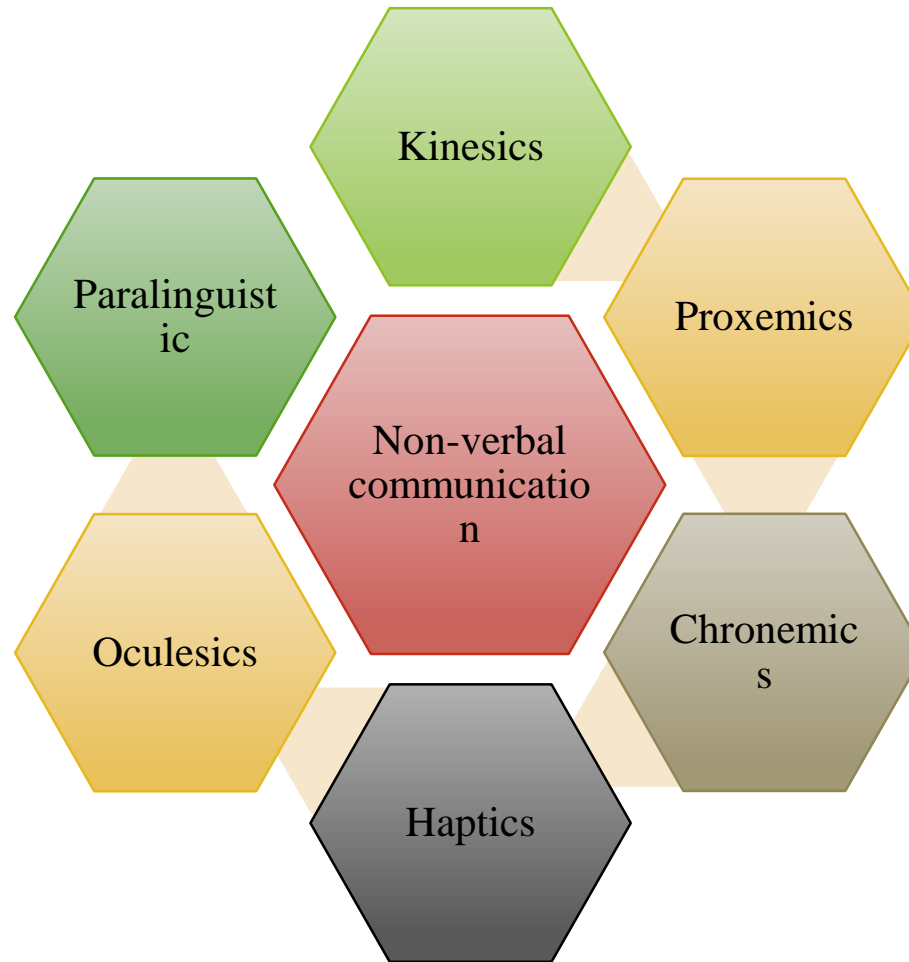 Kinesics
Paralinguist
ic
Proxemics
Non-verbal
communicatio
n
Oculesics
Chronemic
s
Haptics